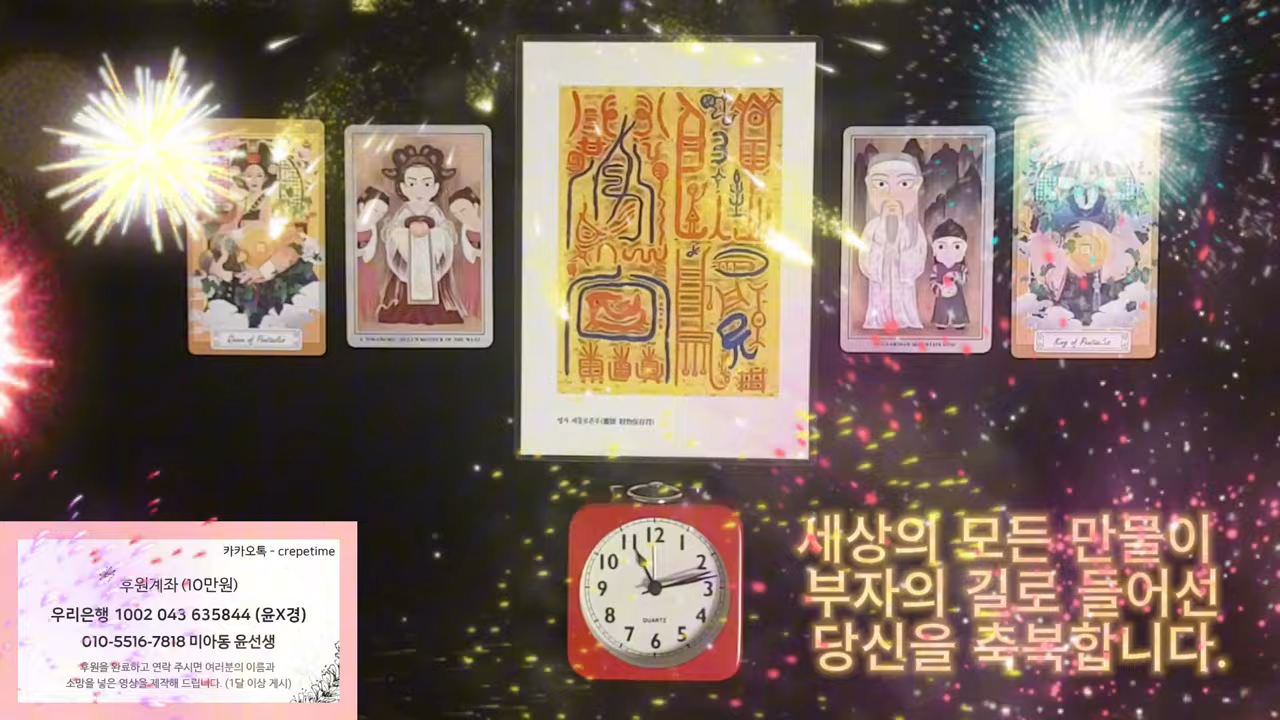 Queen of Pentacles
King of Pentacles
12
1
2
3
4
5
6
7
8
9
10
11
QUARTZ
세상의 모든 만물이
부자의 길로 들어선
당신을 축복합니다.
카카오톡 - crepetime
후원계좌 (10만원)
우리은행 1002 043 635844 (윤X경)
010-5516-7818 미아동 윤선생
후원을 완료하고 연락 주시면 여러분의 이름과
소망을 넣은 영상을 제작해 드립니다. (1달 이상 게시)